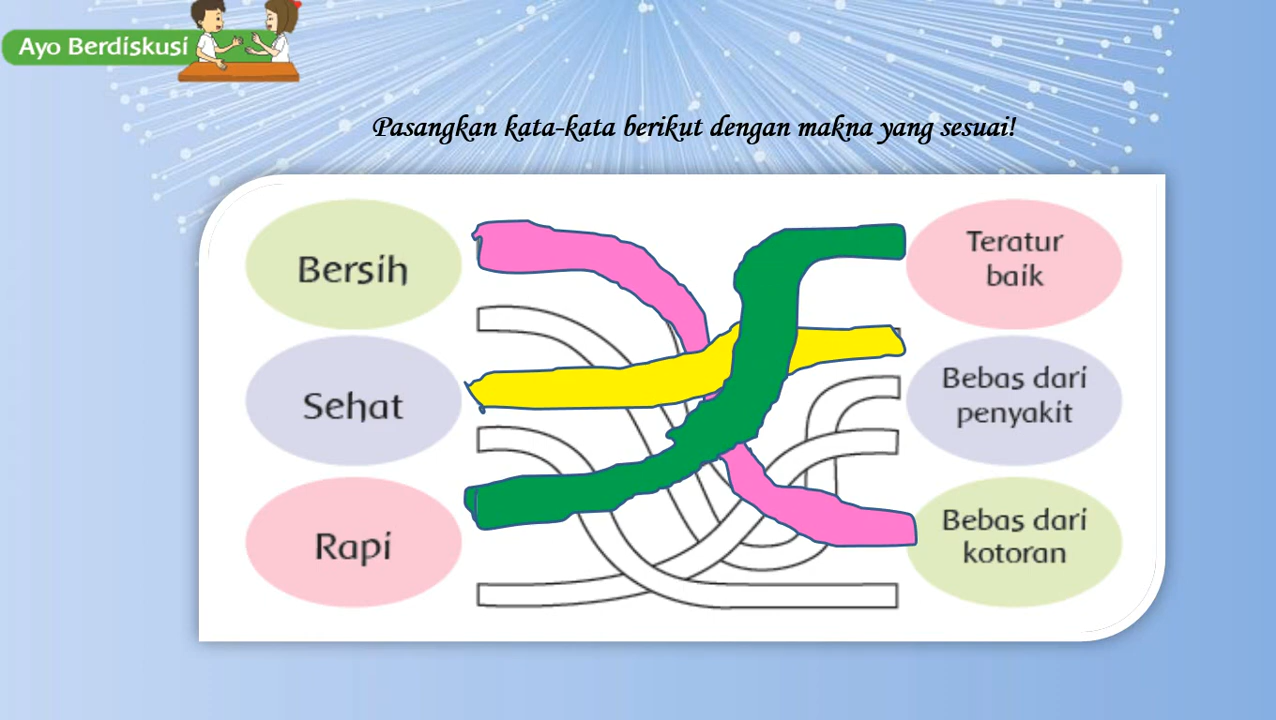 Ayo Berdiskusi
Pasangkan kata-kata berikut dengan makna yang sesuai!
Bersih
Teratur
baik
Sehat
Bebas dari
penyakit
Rapi
Bebas dari
kotoran